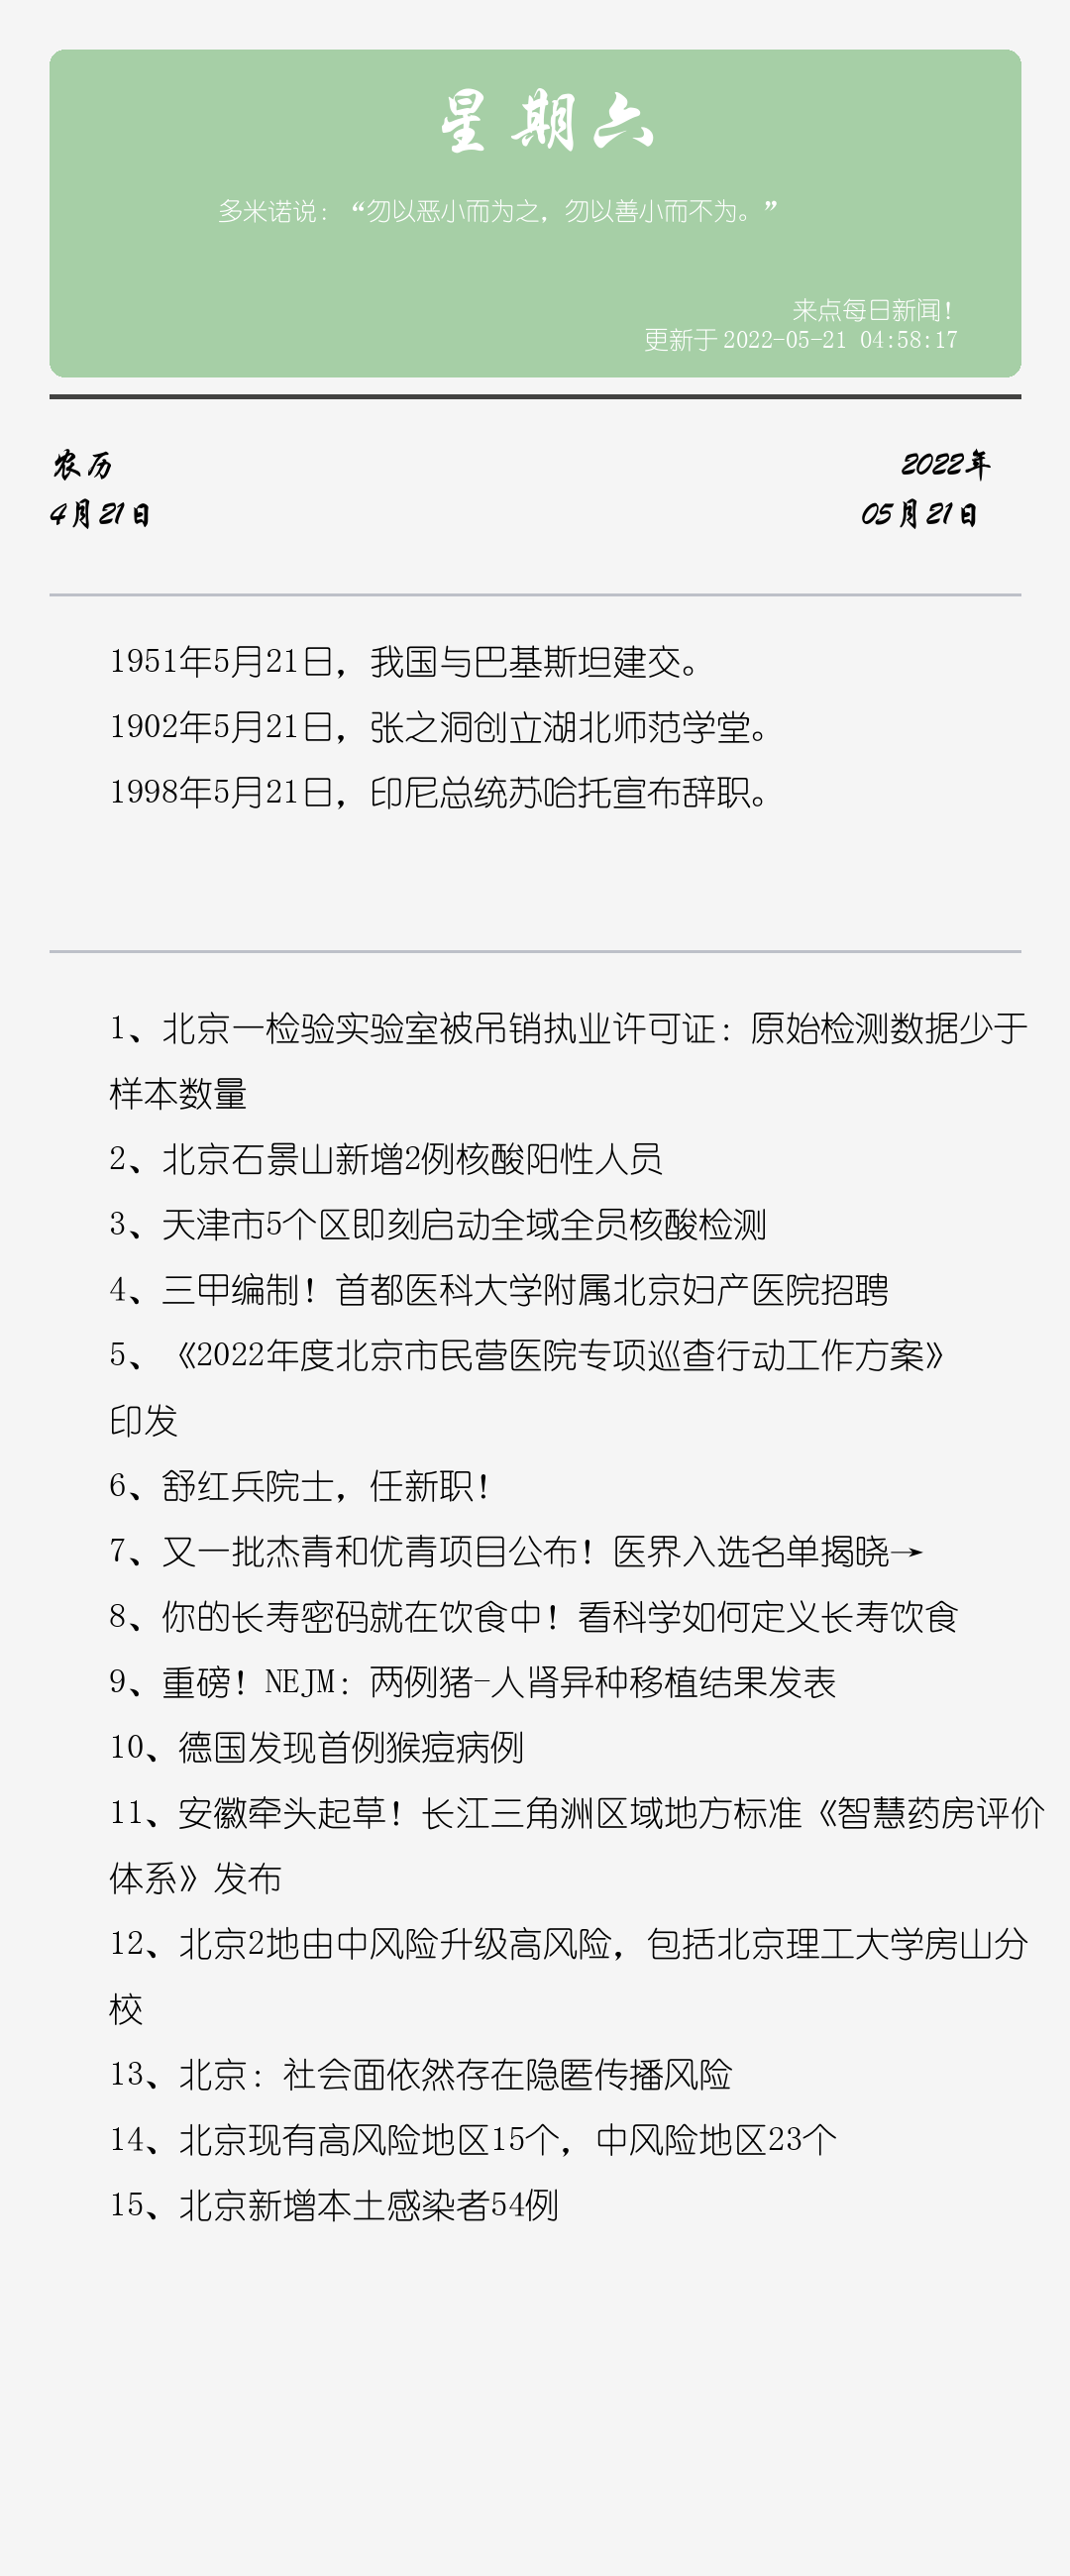 星期六
多米诺说：“勿以恶小而为之，勿以善小而不为。”
来点每日新闻！
更新于 2022-05-21 04:58:17
农历
4月21日
2022年
05月21日
1951年5月21日，我国与巴基斯坦建交。
1902年5月21日，张之洞创立湖北师范学堂。
1998年5月21日，印尼总统苏哈托宣布辞职。
1、北京一检验实验室被吊销执业许可证：原始检测数据少于
样本数量
2、北京石景山新增2例核酸阳性人员
3、天津市5个区即刻启动全域全员核酸检测
4、三甲编制！首都医科大学附属北京妇产医院招聘
5、《2022年度北京市民营医院专项巡查行动工作方案》
印发
6、舒红兵院士，任新职！
7、又一批杰青和优青项目公布！医界入选名单揭晓→
8、你的长寿密码就在饮食中！看科学如何定义长寿饮食
9、重磅！NEJM：两例猪-人肾异种移植结果发表
10、德国发现首例猴痘病例
11、安徽牵头起草！长江三角洲区域地方标准《智慧药房评价
体系》发布
12、北京2地由中风险升级高风险，包括北京理工大学房山分
校
13、北京：社会面依然存在隐匿传播风险
14、北京现有高风险地区15个，中风险地区23个
15、北京新增本土感染者54例